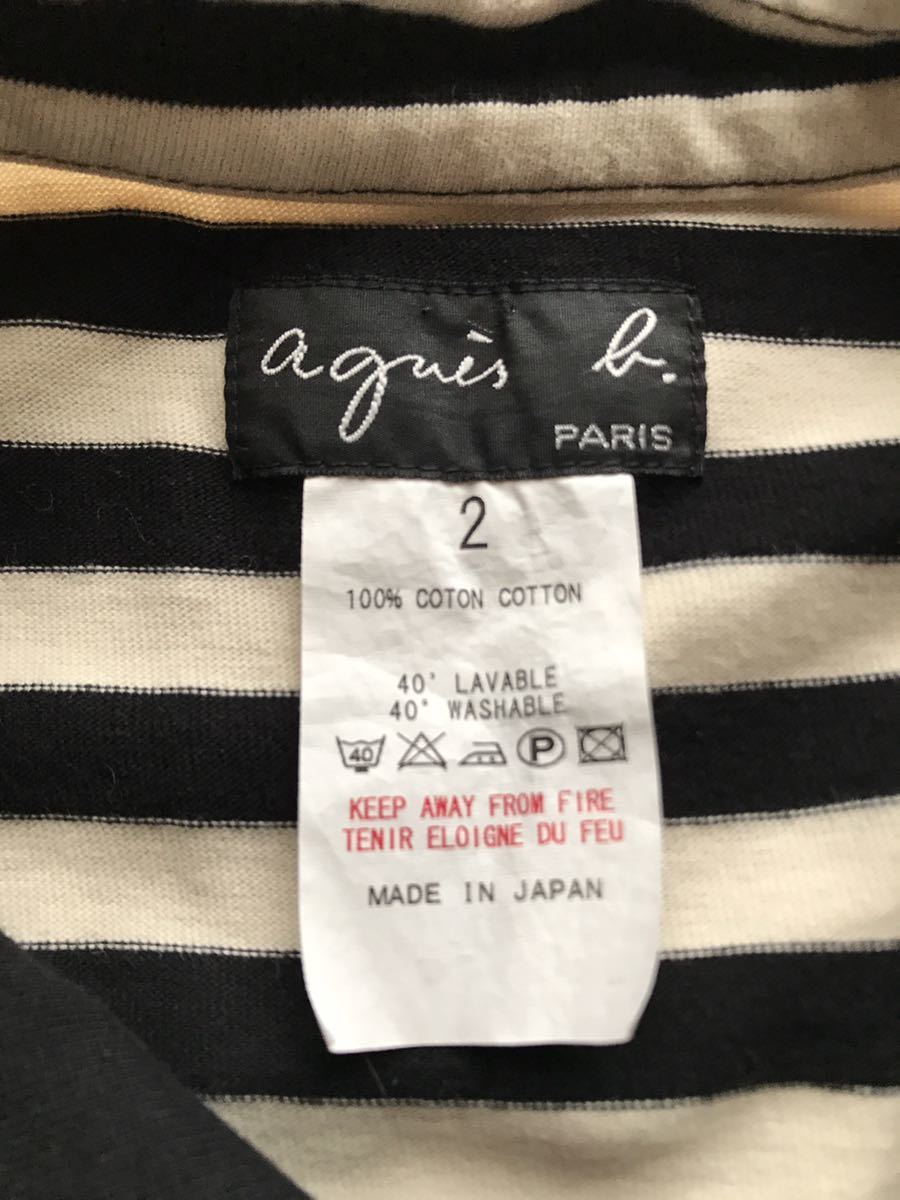 agnès b.
PARIS
2
100% COTON COTTON
40° LAVABLE
40° WASHABLE
40 P
KEEP AWAY FROM FIRE
TENIR ELOIGNE DU FEU
MADE IN JAPAN